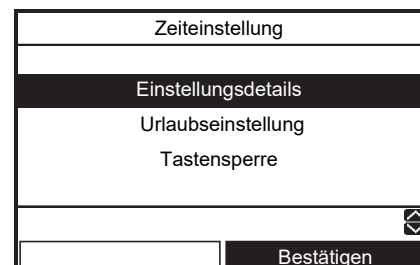 Zeiteinstellung
Einstellungsdetails
Urlaubseinstellung
Tastensperre
Bestätigen